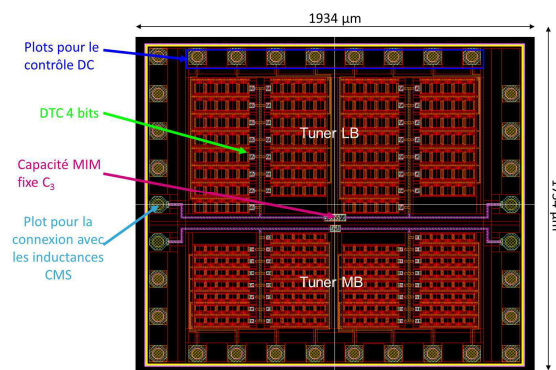 1934 µm
Plots pour le
contrôle DC
DTC 4 bits
Capacité MIM
fixe C₃
Plot pour la
connexion avec
les inductances
CMS
Tuner LB
Tuner MB
1754 µm